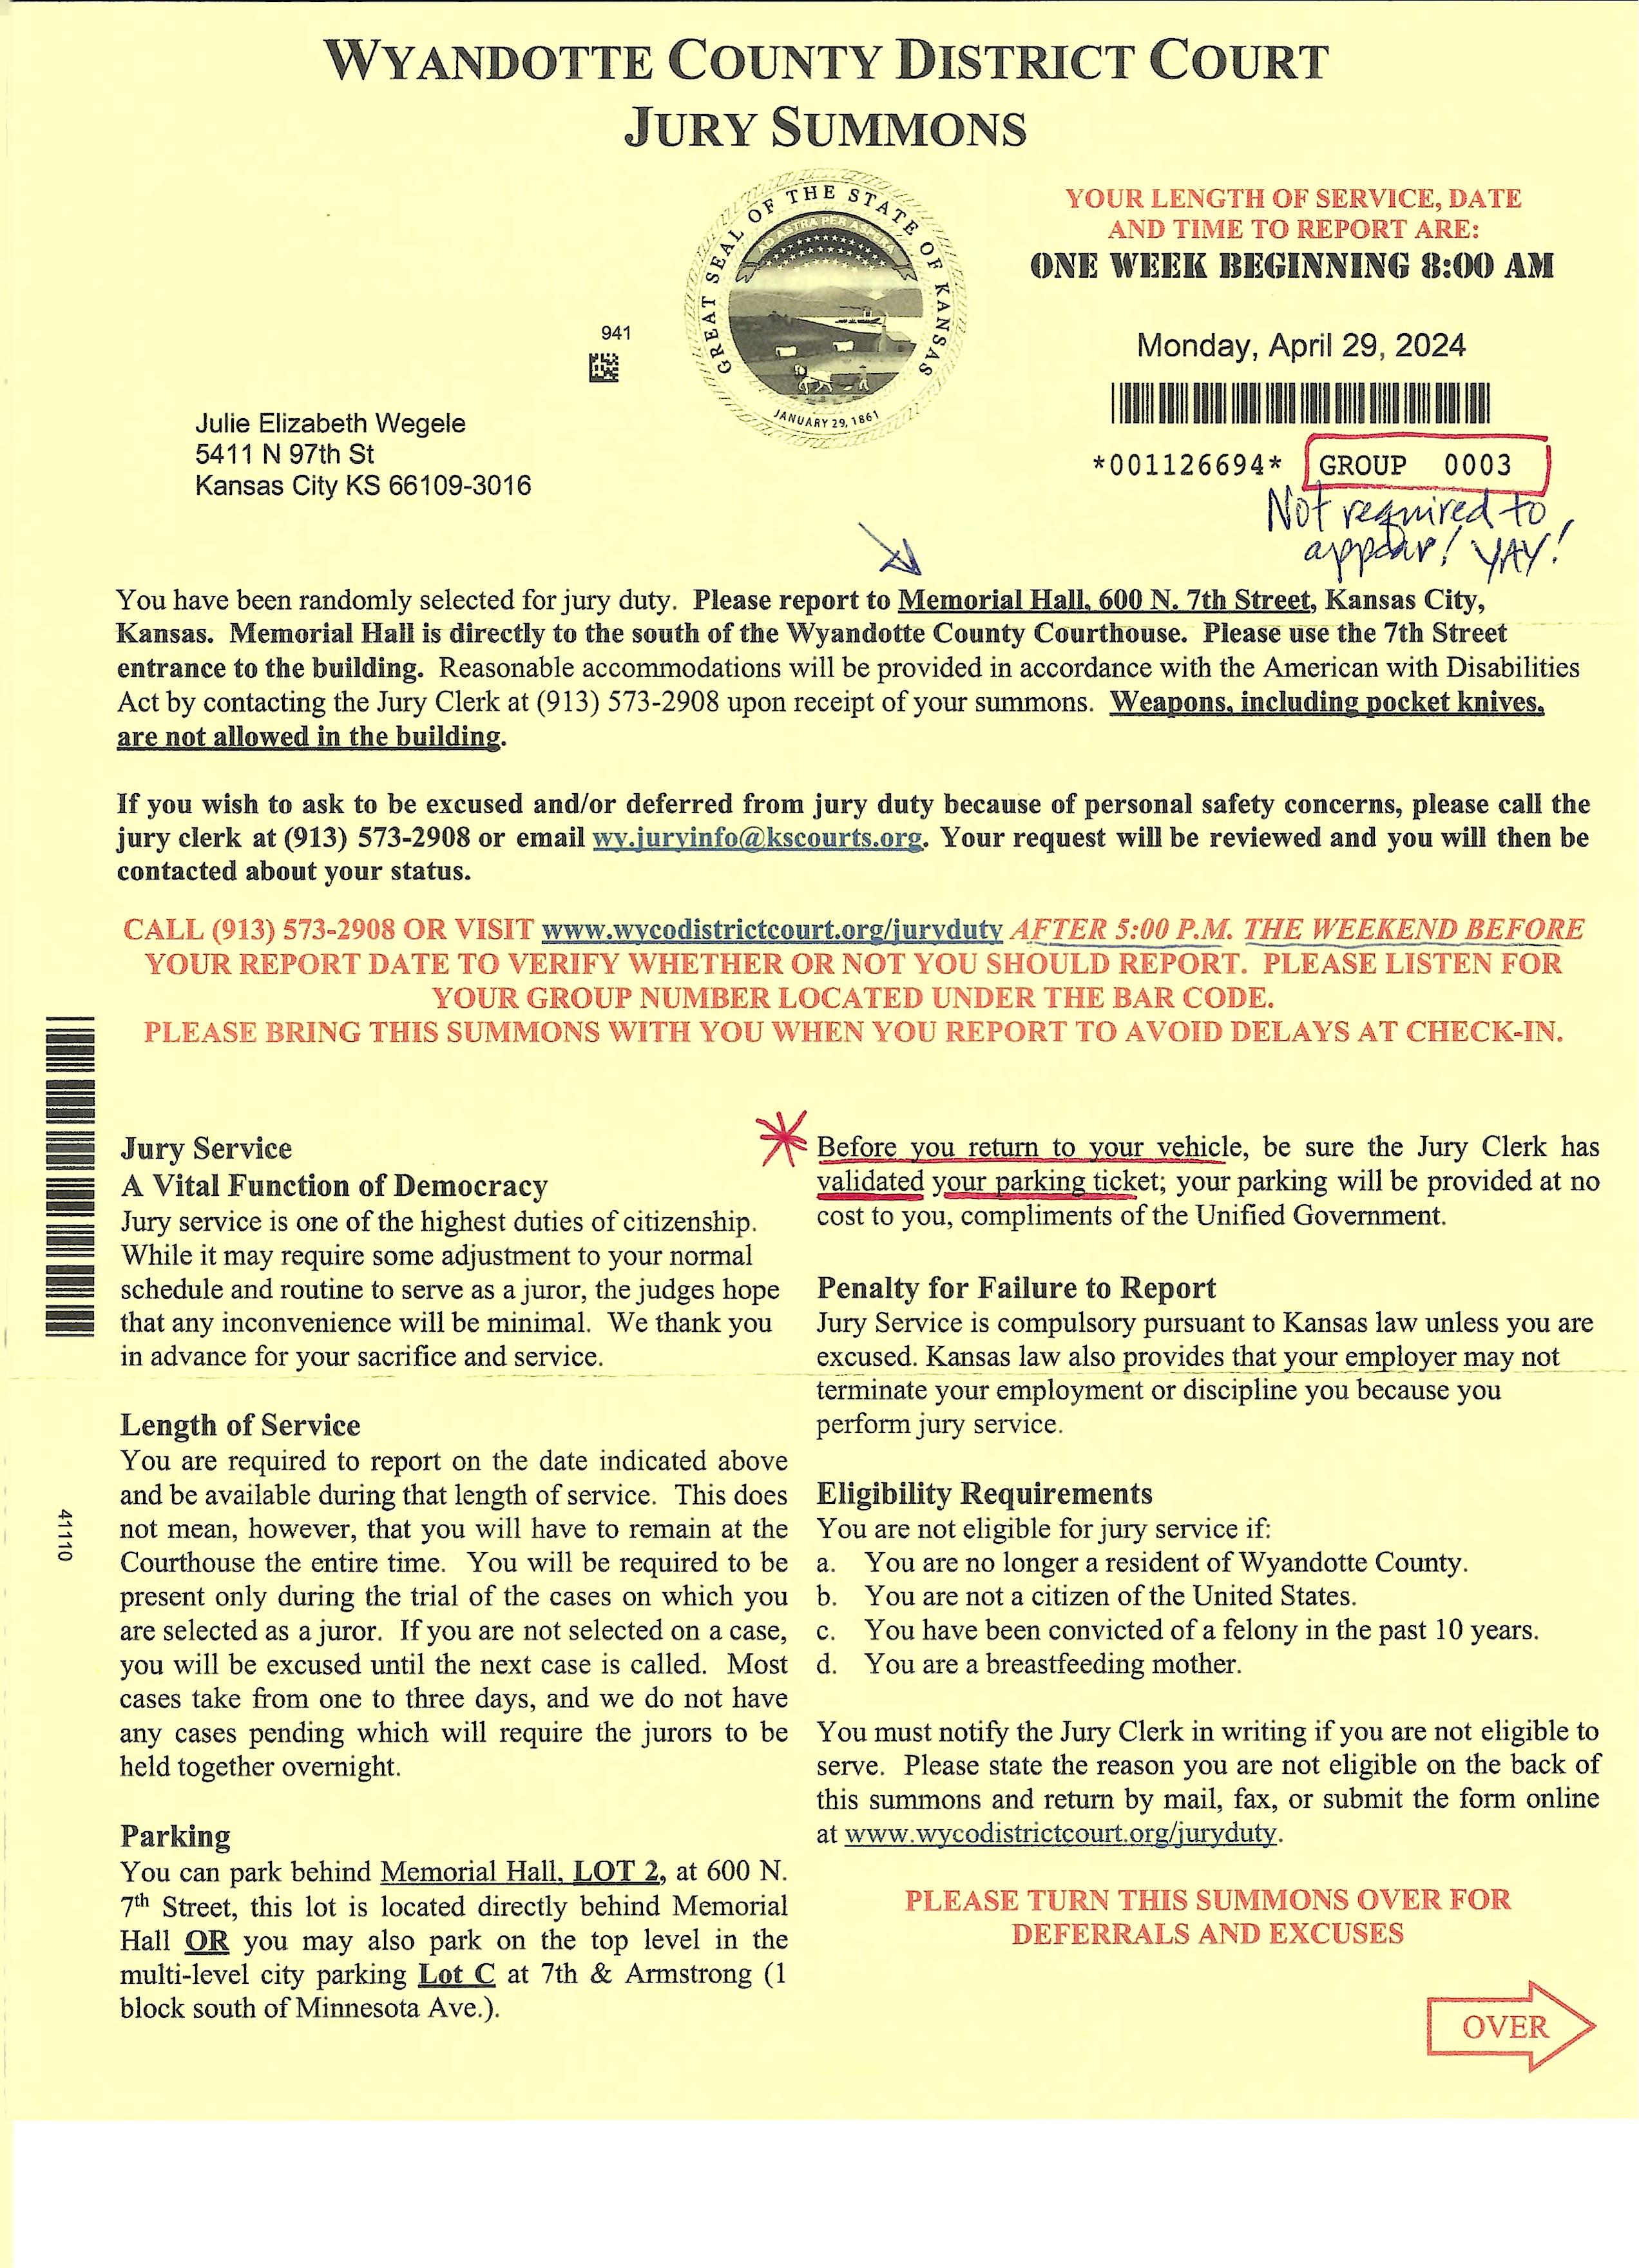 WYANDOTTE COUNTY DISTRICT COURT
JURY SUMMONS
GREAT SEAL OF THE STATE OF KANSAS
AD ASTRA PER ASPERA
JANUARY 29, 1861
YOUR LENGTH OF SERVICE, DATE
AND TIME TO REPORT ARE:
ONE WEEK BEGINNING 8:00 AM
941
Monday, April 29, 2024
Julie Elizabeth Wegele
5411 N 97th St
Kansas City KS 66109-3016
*001126694* GROUP 0003
Not required to
appear! YAY!
You have been randomly selected for jury duty. Please report to Memorial Hall, 600 N. 7th Street, Kansas City,
Kansas. Memorial Hall is directly to the south of the Wyandotte County Courthouse. Please use the 7th Street
entrance to the building. Reasonable accommodations will be provided in accordance with the American with Disabilities
Act by contacting the Jury Clerk at (913) 573-2908 upon receipt of your summons. Weapons, including pocket knives,
are not allowed in the building.
If you wish to ask to be excused and/or deferred from jury duty because of personal safety concerns, please call the
jury clerk at (913) 573-2908 or email wy.juryinfo@kscourts.org. Your request will be reviewed and you will then be
contacted about your status.
CALL (913) 573-2908 OR VISIT www.wycodistrictcourt.org/juryduty AFTER 5:00 P.M. THE WEEKEND BEFORE
YOUR REPORT DATE TO VERIFY WHETHER OR NOT YOU SHOULD REPORT. PLEASE LISTEN FOR
YOUR GROUP NUMBER LOCATED UNDER THE BAR CODE.
PLEASE BRING THIS SUMMONS WITH YOU WHEN YOU REPORT TO AVOID DELAYS AT CHECK-IN.
41110
Jury Service
A Vital Function of Democracy
Jury service is one of the highest duties of citizenship.
While it may require some adjustment to your normal
schedule and routine to serve as a juror, the judges hope
that any inconvenience will be minimal. We thank you
in advance for your sacrifice and service.
Length of Service
You are required to report on the date indicated above
and be available during that length of service. This does
not mean, however, that you will have to remain at the
Courthouse the entire time. You will be required to be
present only during the trial of the cases on which you
are selected as a juror. If you are not selected on a case,
you will be excused until the next case is called. Most
cases take from one to three days, and we do not have
any cases pending which will require the jurors to be
held together overnight.
Parking
You can park behind Memorial Hall, LOT 2, at 600 N.
7th Street, this lot is located directly behind Memorial
Hall OR you may also park on the top level in the
multi-level city parking Lot C at 7th & Armstrong (1
block south of Minnesota Ave.).
Before you return to your vehicle, be sure the Jury Clerk has
validated your parking ticket; your parking will be provided at no
cost to you, compliments of the Unified Government.
Penalty for Failure to Report
Jury Service is compulsory pursuant to Kansas law unless you are
excused. Kansas law also provides that your employer may not
terminate your employment or discipline you because you
perform jury service.
Eligibility Requirements
You are not eligible for jury service if:
a. You are no longer a resident of Wyandotte County.
b. You are not a citizen of the United States.
c. You have been convicted of a felony in the past 10 years.
d. You are a breastfeeding mother.
You must notify the Jury Clerk in writing if you are not eligible to
serve. Please state the reason you are not eligible on the back of
this summons and return by mail, fax, or submit the form online
at www.wycodistrictcourt.org/juryduty.
PLEASE TURN THIS SUMMONS OVER FOR
DEFERRALS AND EXCUSES
OVER